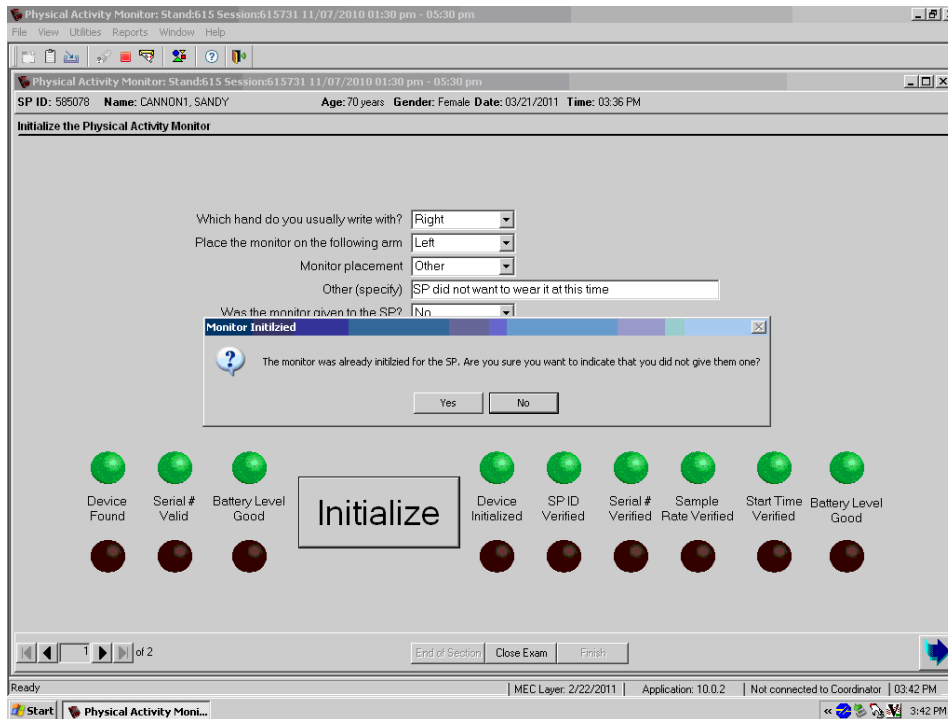 Physical Activity Monitor: Stand:615 Session:615731 11/07/2010 01:30 pm - 05:30 pm
File View Utilities Reports Window Help
Physical Activity Monitor: Stand:615 Session:615731 11/07/2010 01:30 pm - 05:30 pm
SP ID: 585078 Name: CANNON1, SANDY Age: 70 years Gender: Female Date: 03/21/2011 Time: 03:36 PM
Initialize the Physical Activity Monitor
Which hand do you usually write with? Right
Place the monitor on the following arm Left
Monitor placement Other
Other (specify) SP did not want to wear it at this time
Was the monitor given to the SP? No
Monitor Initilzied
The monitor was already initilzied for the SP. Are you sure you want to indicate that you did not give them one?
Yes No
Device Found
Serial # Valid
Battery Level Good
Initialize
Device Initialized
SP ID Verified
Serial # Verified
Sample Rate Verified
Start Time Verified
Battery Level Good
1 of 2 End of Section Close Exam Finish
Ready MEC Layer: 2/22/2011 Application: 10.0.2 Not connected to Coordinator 03:42 PM
Start Physical Activity Moni... « 3:42 PM